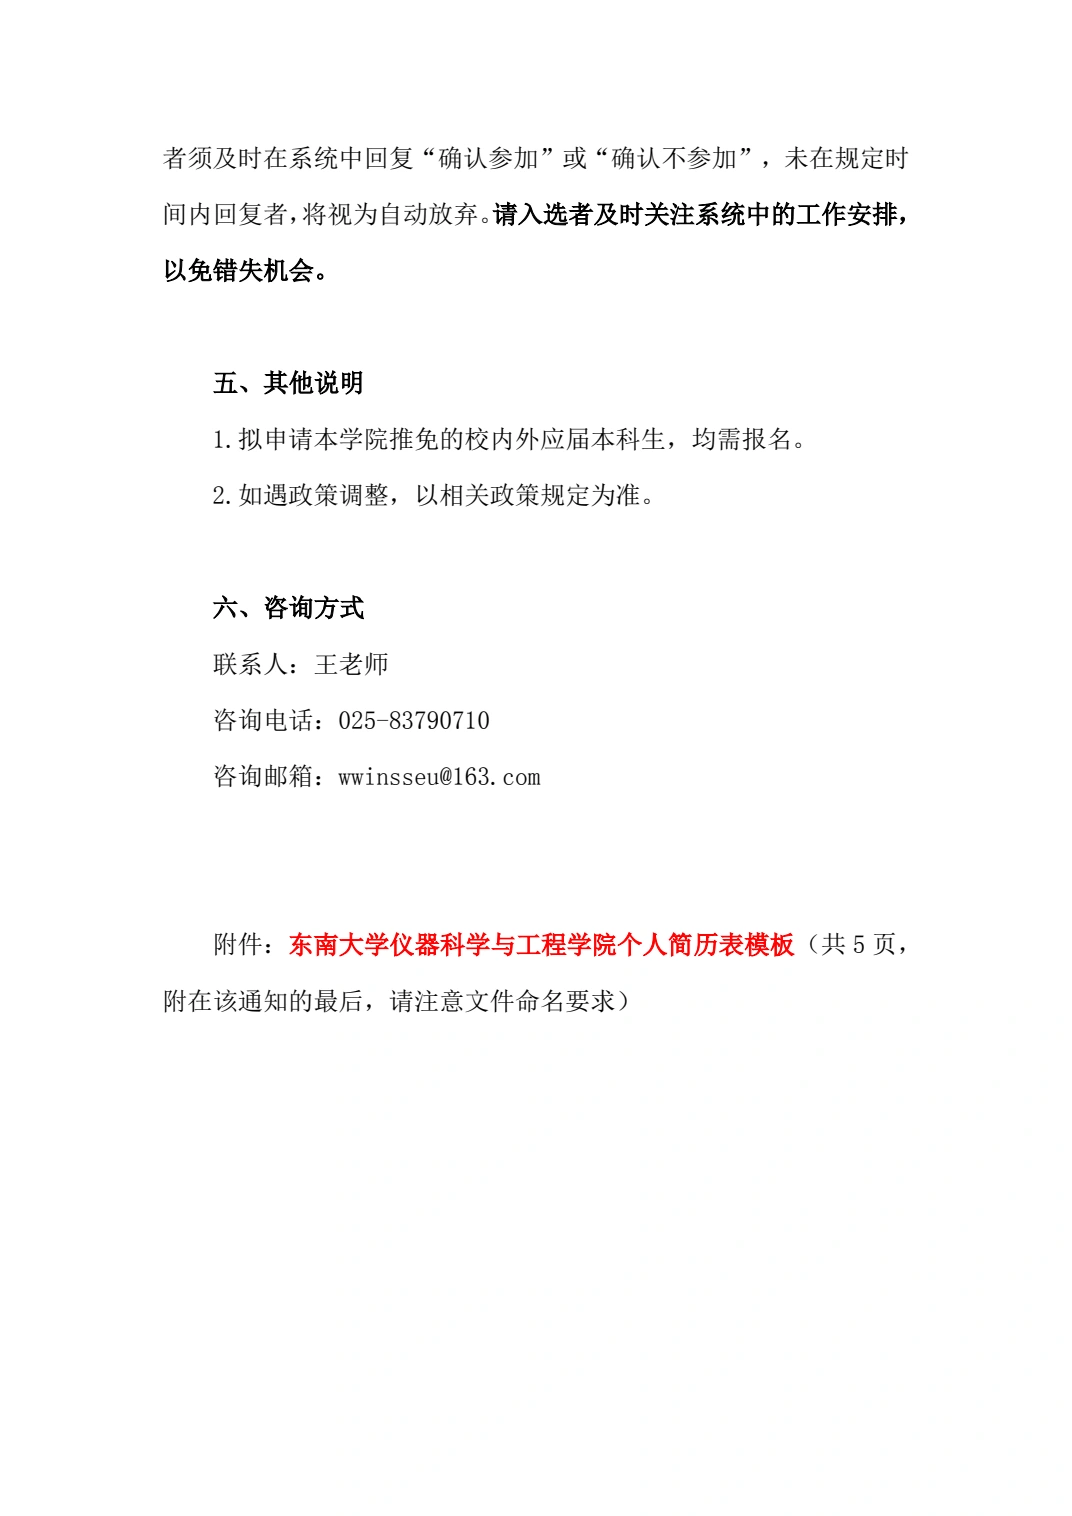 者须及时在系统中回复“确认参加”或“确认不参加”，未在规定时
间内回复者，将视为自动放弃。请入选者及时关注系统中的工作安排，
以免错失机会。
五、其他说明
1.拟申请本学院推免的校内外应届本科生，均需报名。
2.如遇政策调整，以相关政策规定为准。
六、咨询方式
联系人：王老师
咨询电话：025-83790710
咨询邮箱：wwinsseu@163.com
附件：东南大学仪器科学与工程学院个人简历表模板（共 5 页，
附在该通知的最后，请注意文件命名要求）